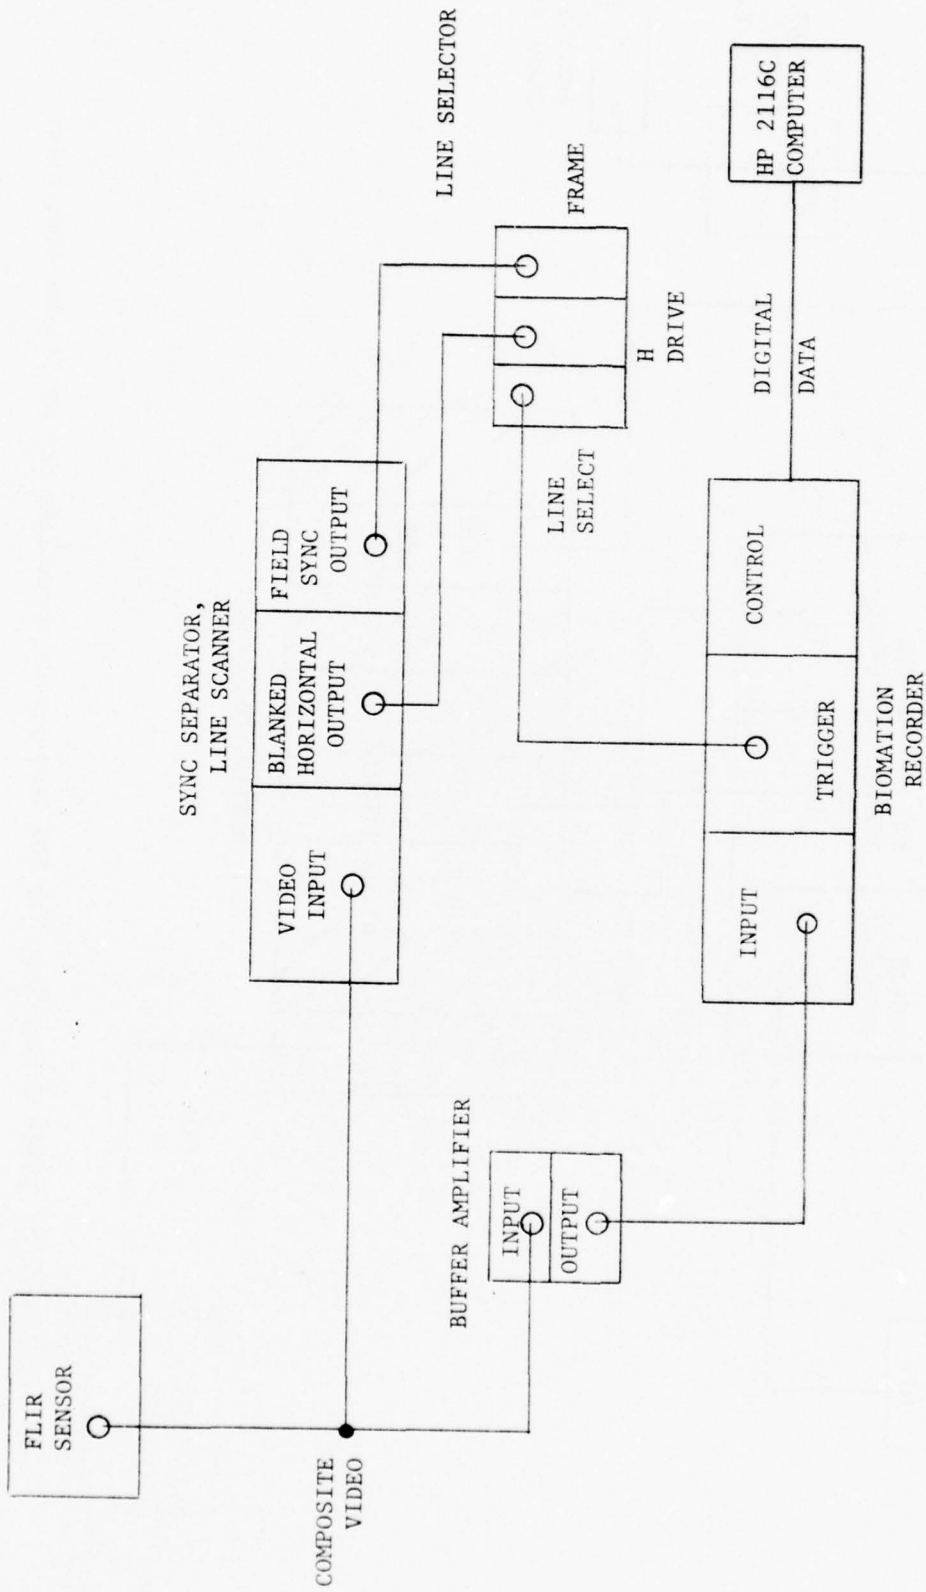 FLIR
SENSOR
COMPOSITE
VIDEO
SYNC SEPARATOR,
LINE SCANNER
VIDEO
INPUT
BLANKED
HORIZONTAL
OUTPUT
FIELD
SYNC
OUTPUT
LINE SELECTOR
LINE
SELECT
H
DRIVE
FRAME
BUFFER AMPLIFIER
INPUT
OUTPUT
INPUT
TRIGGER
CONTROL
BIOMATION
RECORDER
DIGITAL
DATA
HP 2116C
COMPUTER